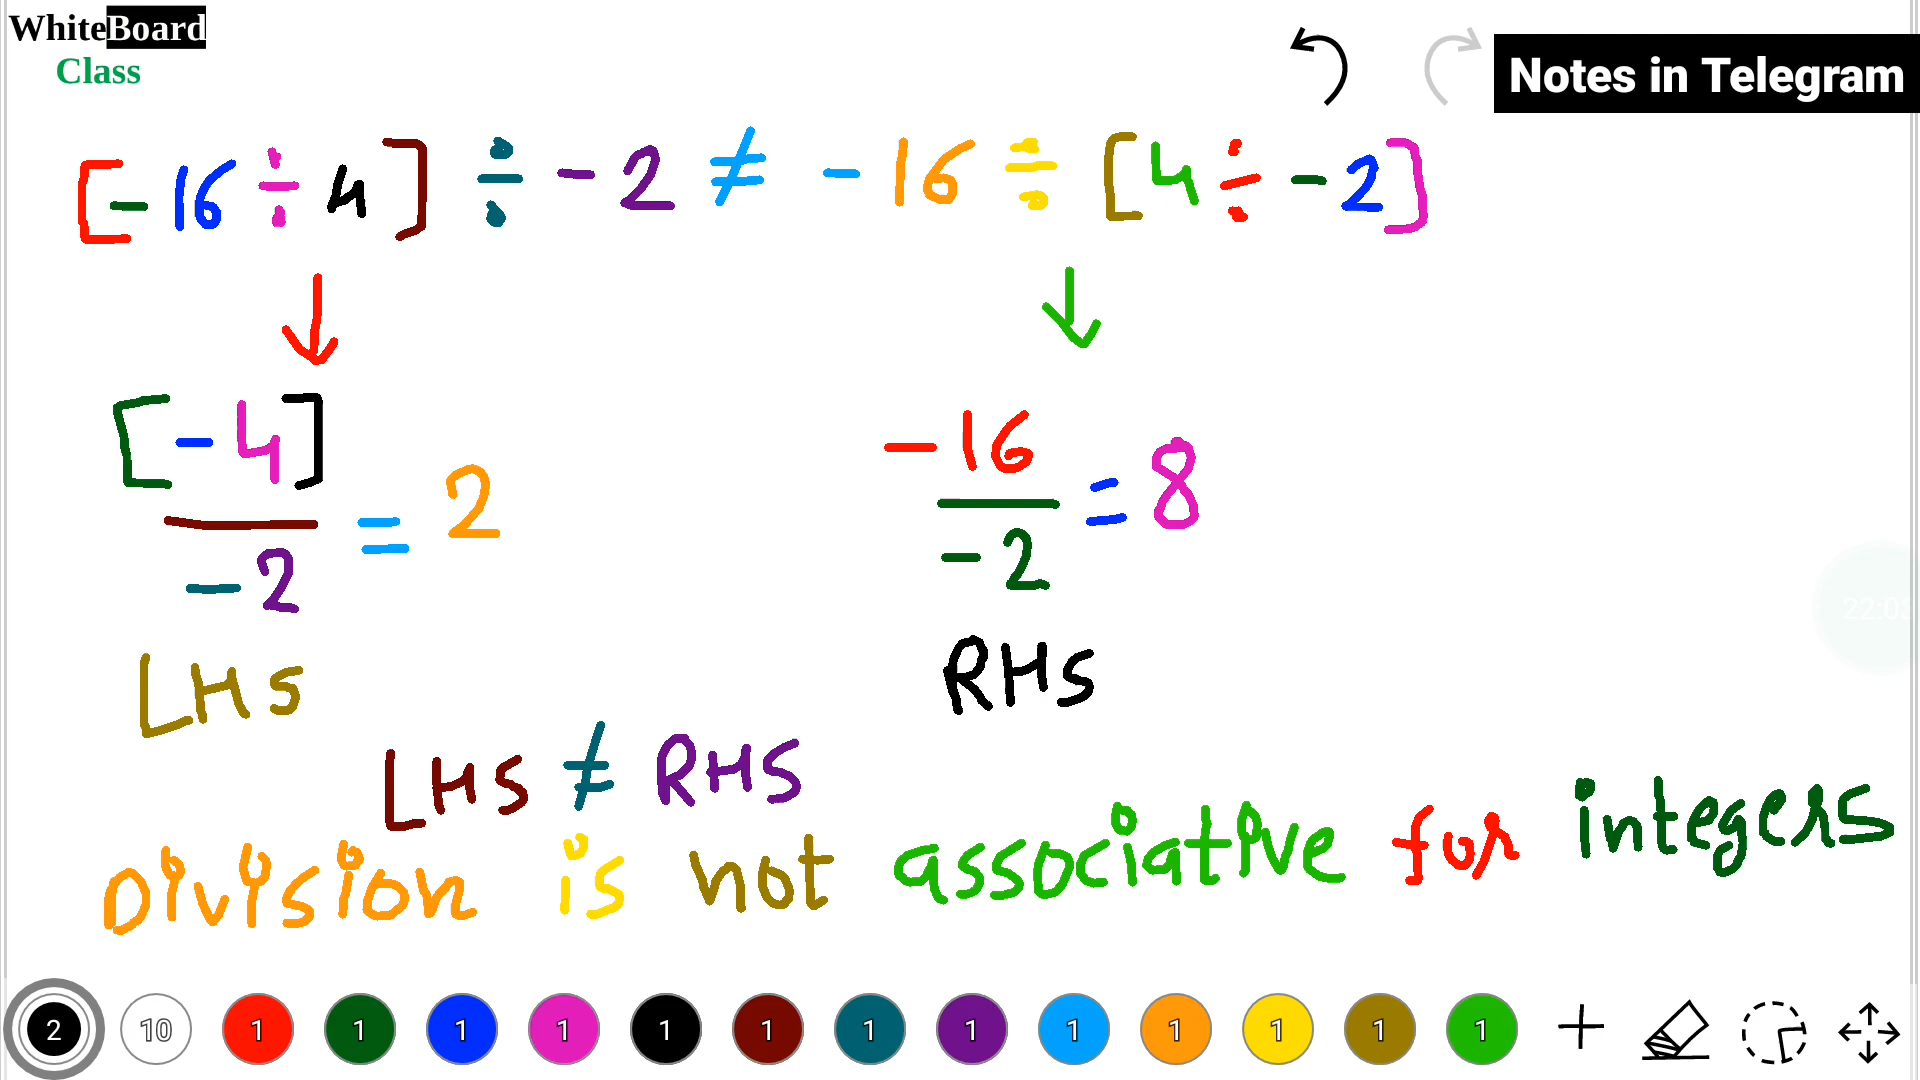 WhiteBoard
Class
Notes in Telegram
[-16 ÷ 4] ÷ -2 ≠ -16 ÷ [4 ÷ -2]
[-4]
-2
= 2
-16
-2
= 8
LHS
RHS
LHS ≠ RHS
Division is not associative for integers
2 10 1 1 1 1 1 1 1 1 1 1 1 1 1